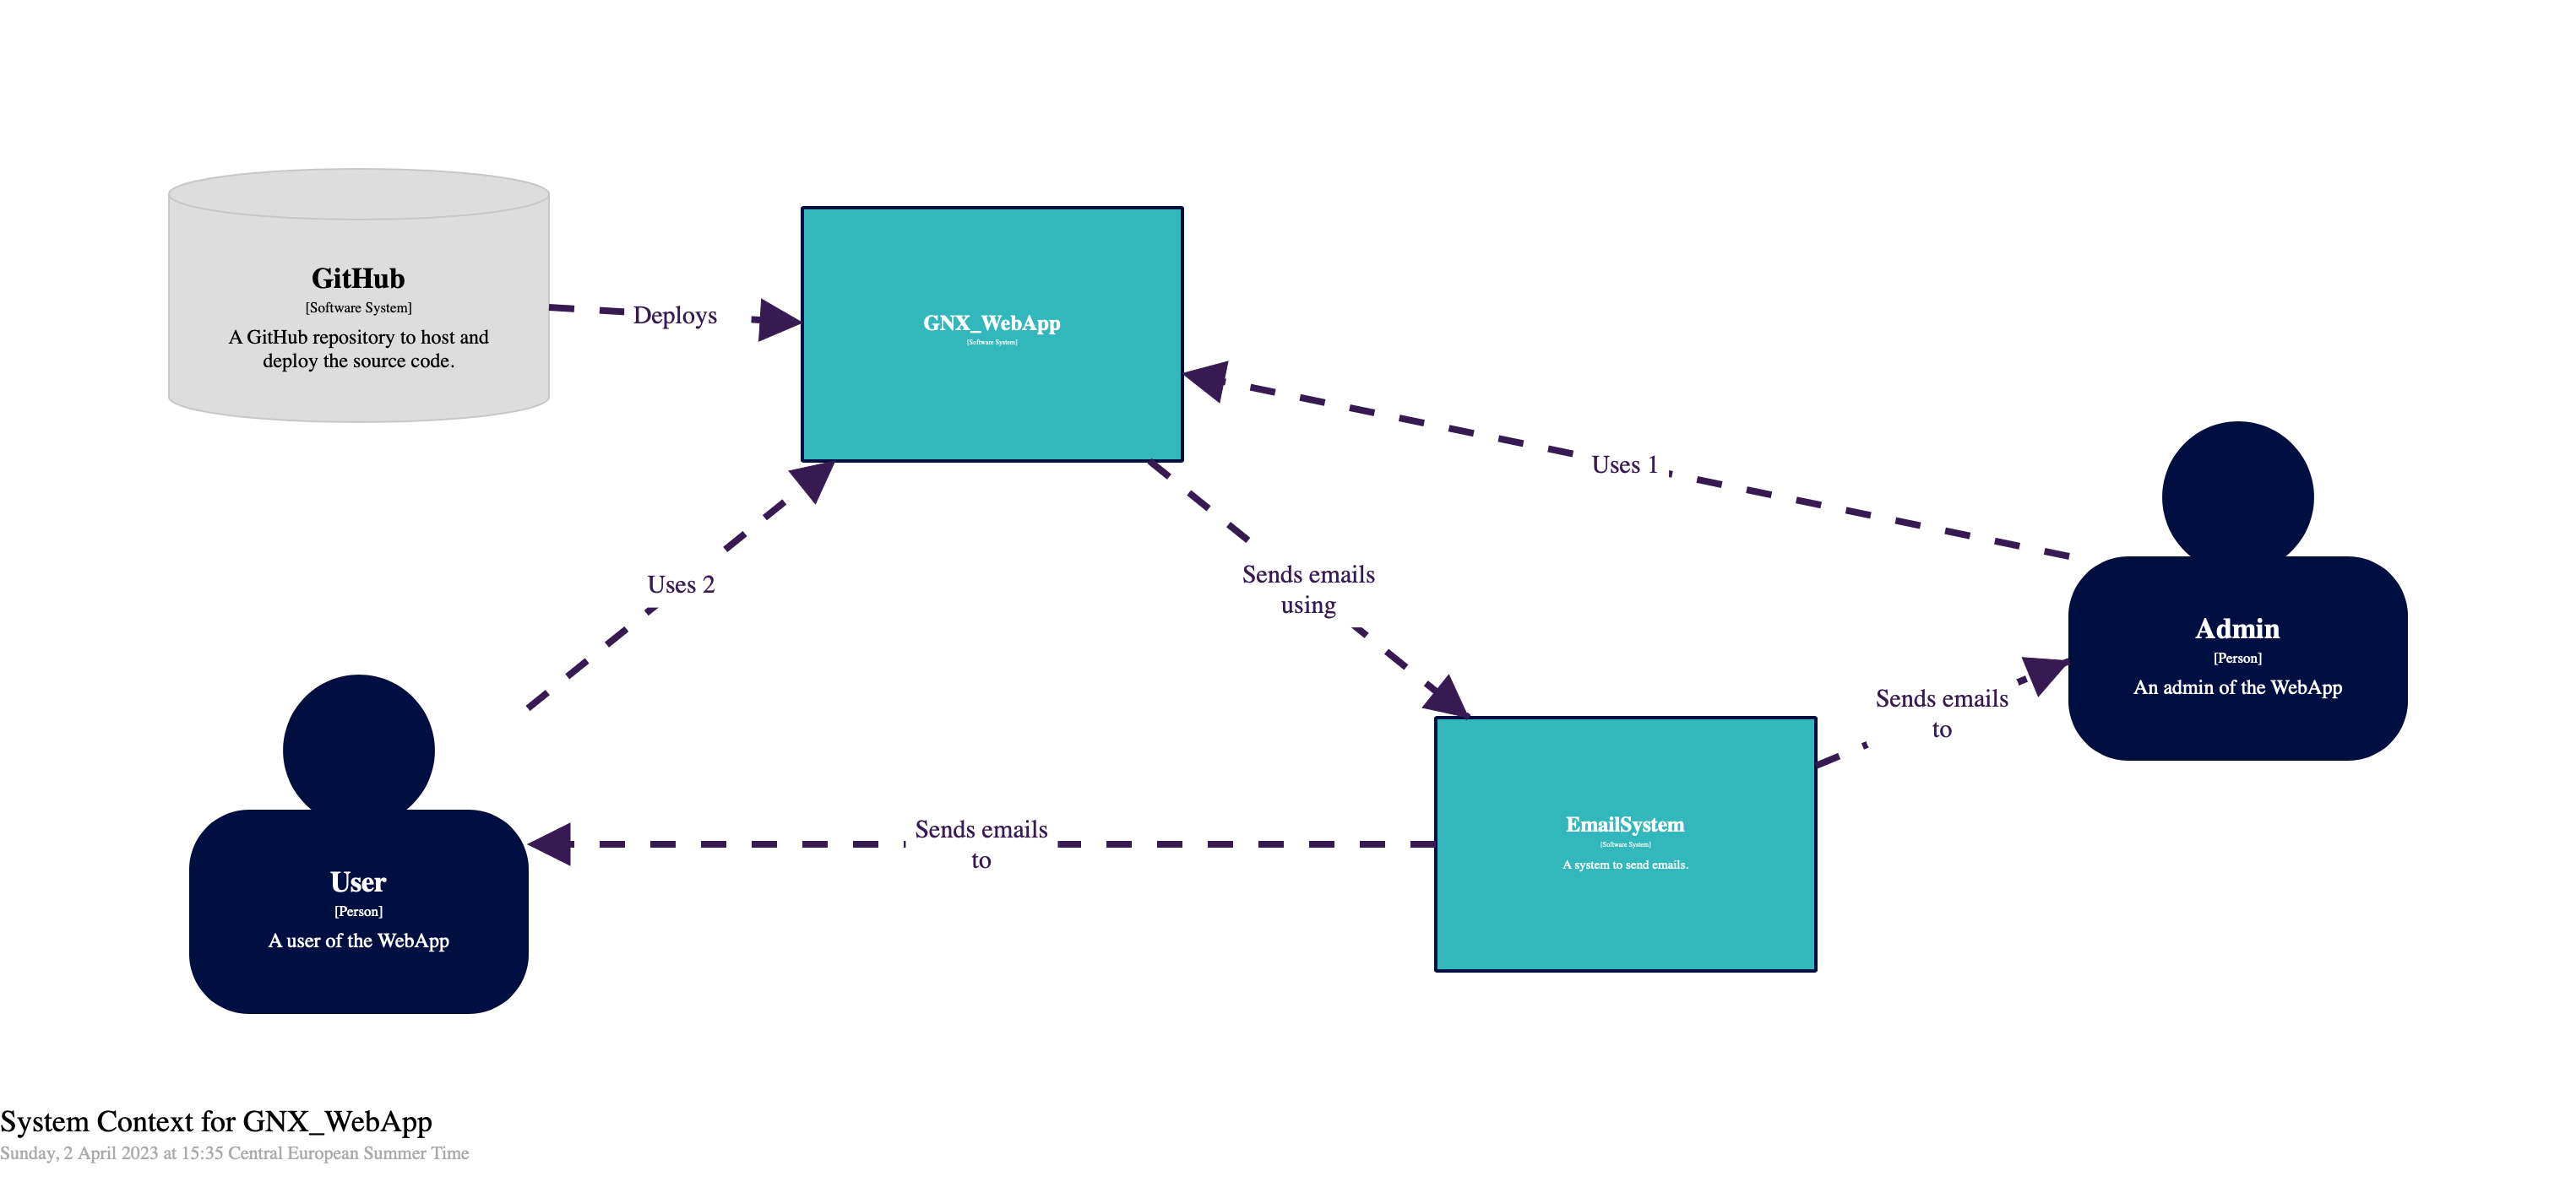 GitHub
[Software System]
A GitHub repository to host and
deploy the source code.
Deploys
GNX_WebApp
[Software System]
Uses 1
Uses 2
Sends emails
using
Admin
[Person]
An admin of the WebApp
Sends emails
to
Sends emails
to
EmailSystem
[Software System]
A system to send emails.
User
[Person]
A user of the WebApp
System Context for GNX_WebApp
Sunday, 2 April 2023 at 15:35 Central European Summer Time